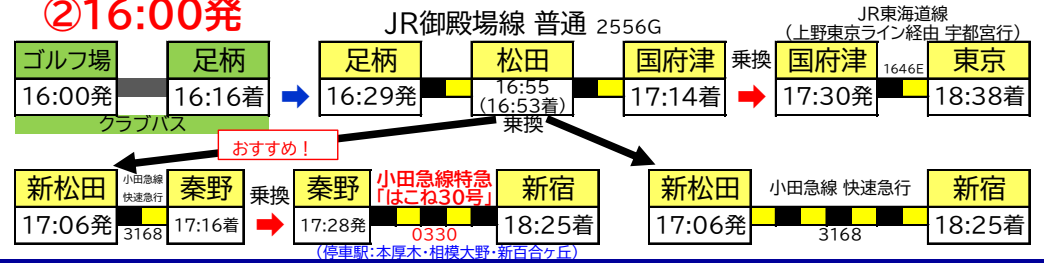 ②16:00発
JR御殿場線 普通 2556G
JR東海道線
(上野東京ライン経由 宇都宮行)
ゴルフ場 足柄 足柄 松田 国府津 乗換 国府津 1646E 東京
16:00発 16:16着 16:29発 16:55 17:14着 17:30発 18:38着
(16:53着)
クラブバス 乗換
おすすめ！
新松田 小田急線 秦野 乗換 秦野 小田急線特急 新宿 新松田 小田急線 快速急行 新宿
快速急行 「はこね30号」
17:06発 17:16着 17:28発 18:25着 17:06発 18:25着
3168 0330 3168
(停車駅:本厚木・相模大野・新百合ヶ丘)